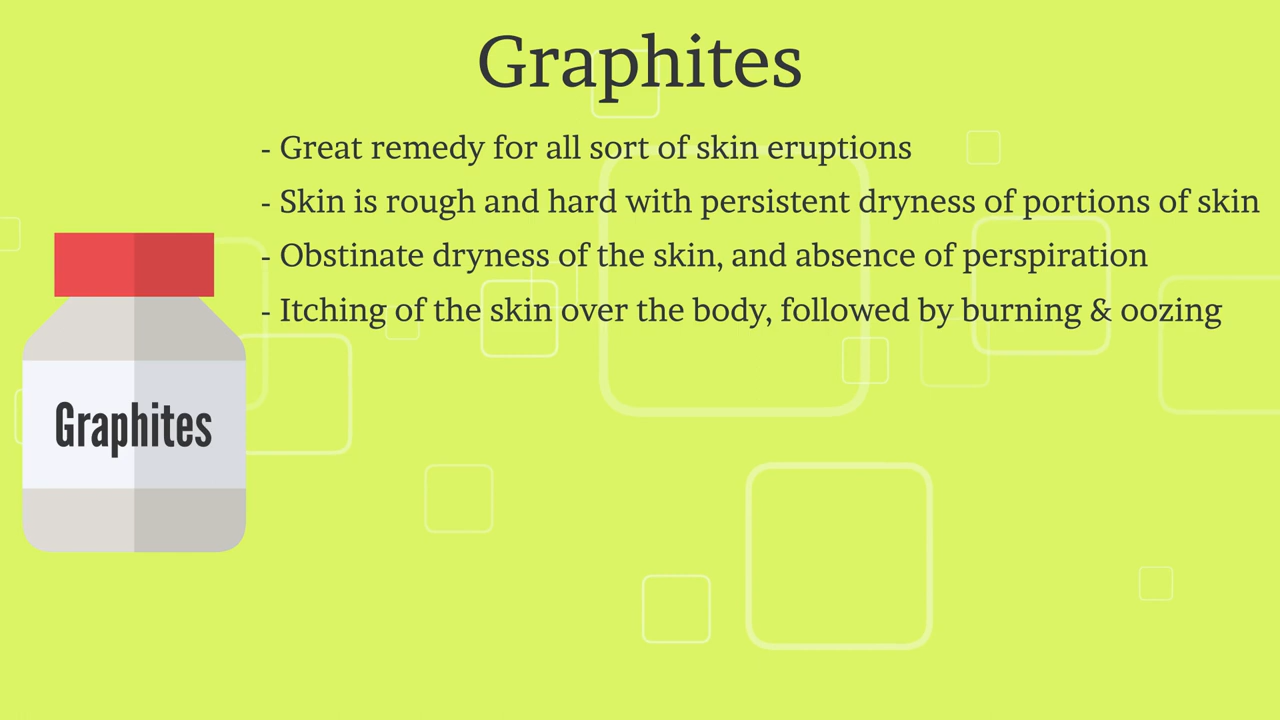 Graphites
- Great remedy for all sort of skin eruptions
- Skin is rough and hard with persistent dryness of portions of skin
- Obstinate dryness of the skin, and absence of perspiration
- Itching of the skin over the body, followed by burning & oozing
Graphites